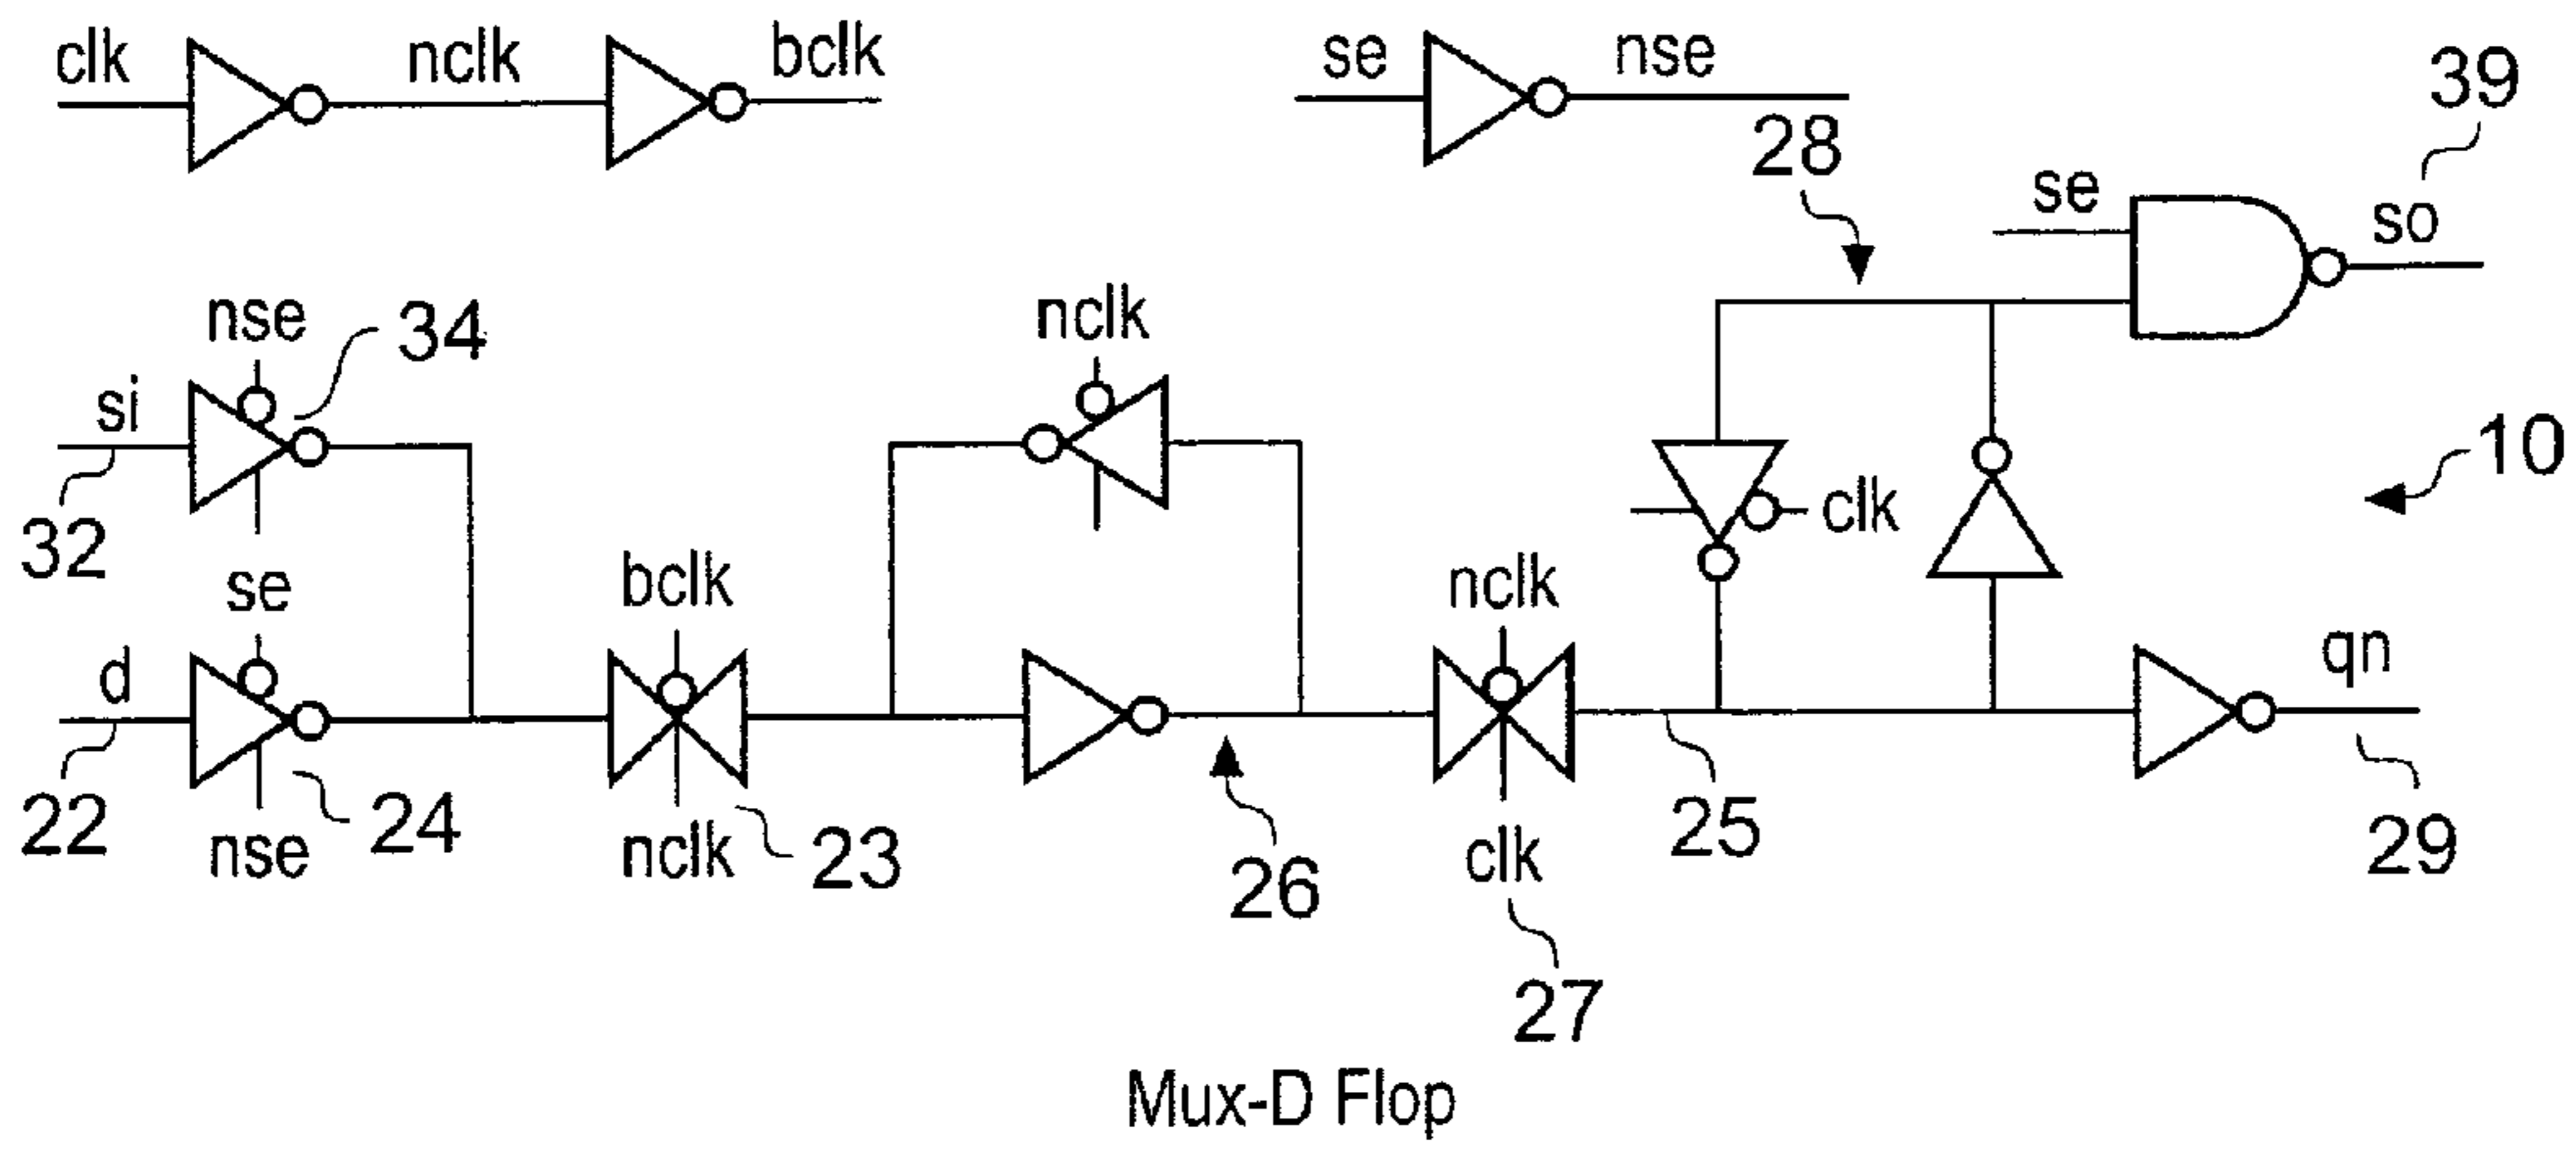 clk nclk bclk se nse
39
28
se
so
nse 34 nclk
si
10
clk
32
se bclk nclk
d qn
22 nse 24 nclk 23 26 clk 25 29
27
Mux-D Flop